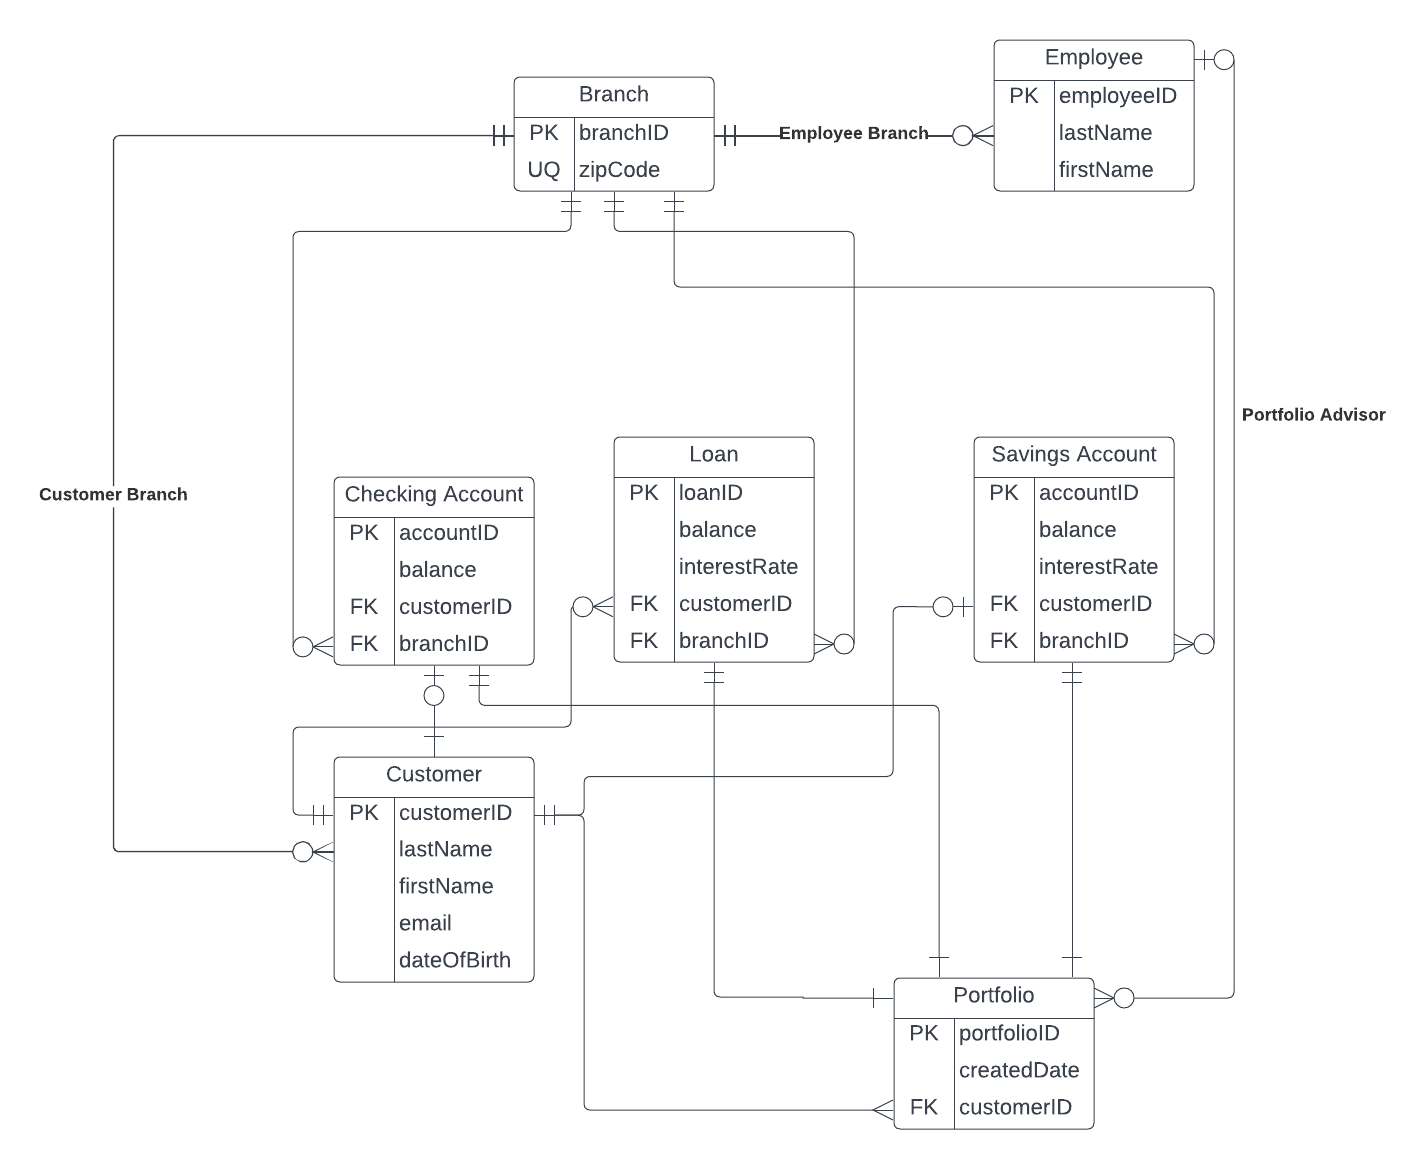 Employee
PK employeeID
lastName
firstName
Branch
PK branchID
UQ zipCode
Employee Branch
Portfolio Advisor
Customer Branch
Checking Account
PK accountID
balance
FK customerID
FK branchID
Loan
PK loanID
balance
interestRate
FK customerID
FK branchID
Savings Account
PK accountID
balance
interestRate
FK customerID
FK branchID
Customer
PK customerID
lastName
firstName
email
dateOfBirth
Portfolio
PK portfolioID
createdDate
FK customerID